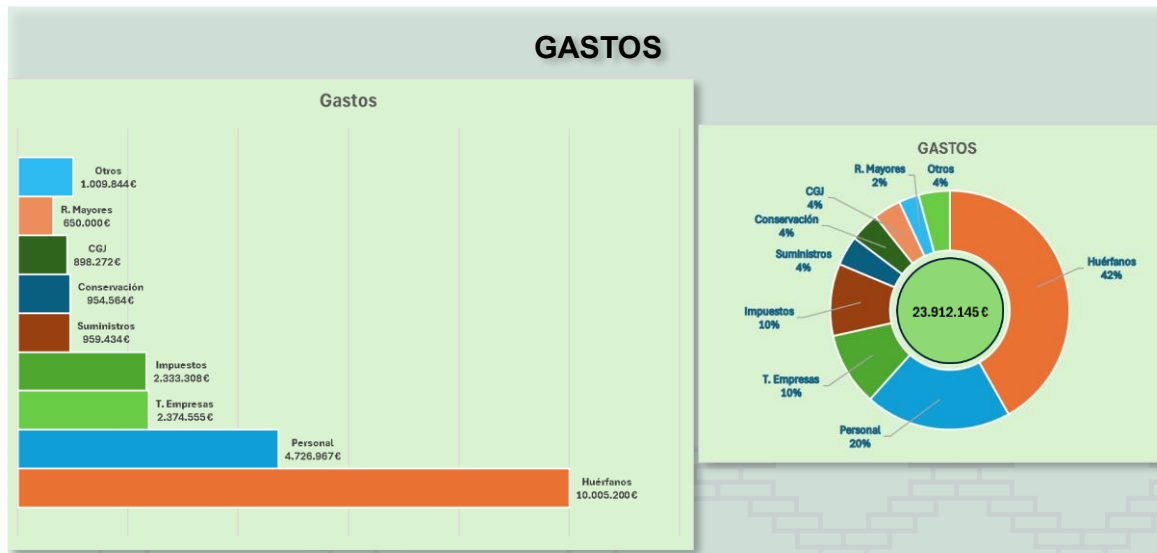 GASTOS
Gastos
Otros
1.009.844€
R. Mayores
650.000€
CGJ
898.272€
Conservación
954.564€
Suministros
959.434€
Impuestos
2.333.308€
T. Empresas
2.374.555€
Personal
4.726.967€
Huérfanos
10.005.200€
GASTOS
R. Mayores
2%
Otros
4%
CGJ
4%
Conservación
4%
Suministros
4%
Impuestos
10%
T. Empresas
10%
Personal
20%
Huérfanos
42%
23.912.145€